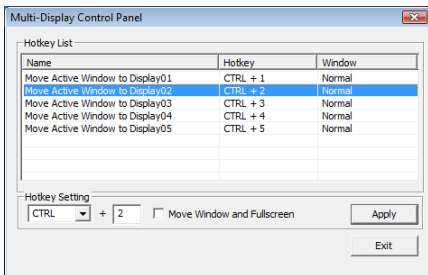 Multi-Display Control Panel
Hotkey List
Name Hotkey Window
Move Active Window to Display01 CTRL + 1 Normal
Move Active Window to Display02 CTRL + 2 Normal
Move Active Window to Display03 CTRL + 3 Normal
Move Active Window to Display04 CTRL + 4 Normal
Move Active Window to Display05 CTRL + 5 Normal
Hotkey Setting
CTRL + 2 Move Window and Fullscreen Apply
Exit